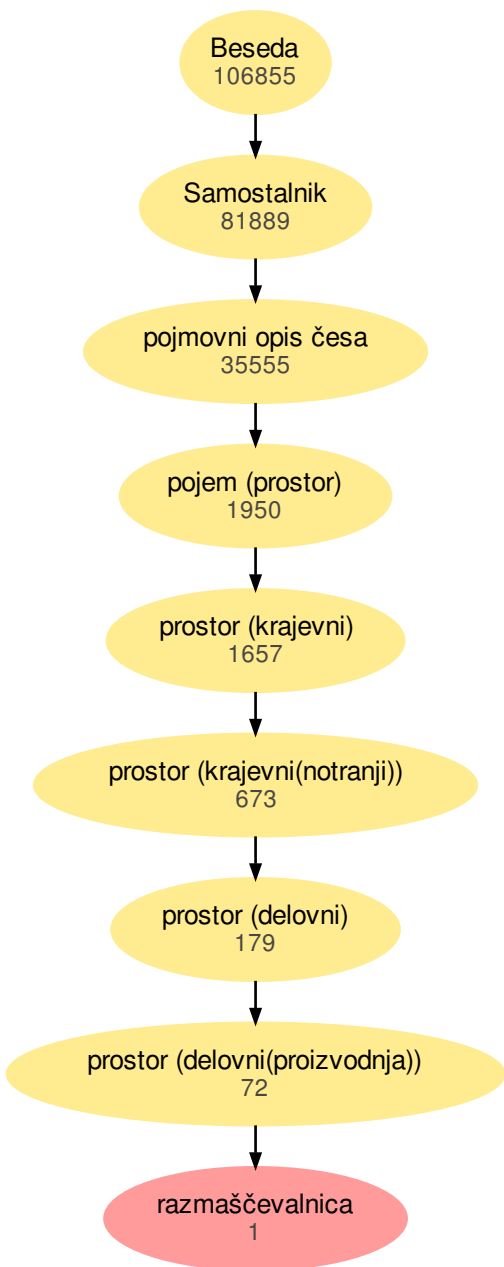 Beseda
106855
Samostalnik
81889
pojmovni opis česa
35555
pojem (prostor)
1950
prostor (krajevni)
1657
prostor (krajevni(notranji))
673
prostor (delovni)
179
prostor (delovni(proizvodnja))
72
razmaščevalnica
1